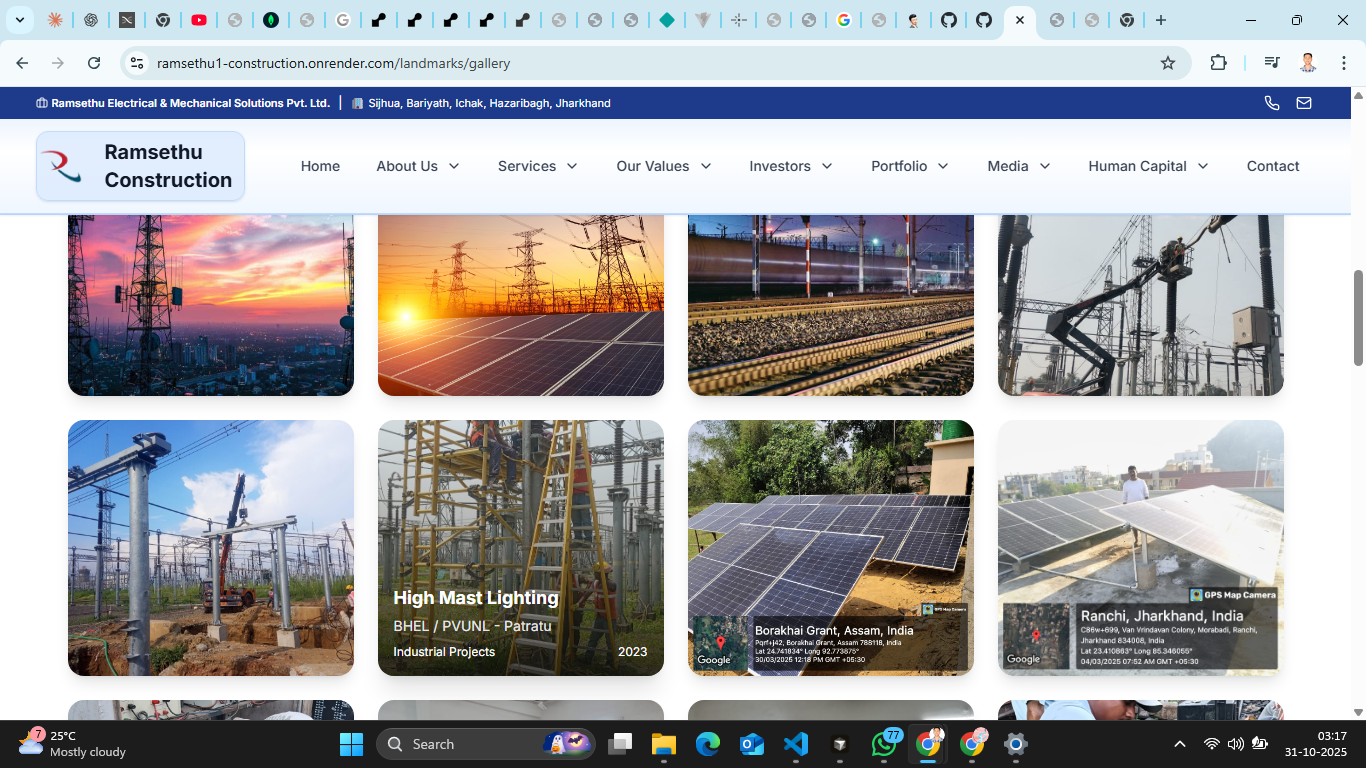 ramsethu1-construction.onrender.com/landmarks/gallery
Ramsethu Electrical & Mechanical Solutions Pvt. Ltd. | Sijhua, Bariyath, Ichak, Hazaribagh, Jharkhand
Ramsethu
Construction
Home About Us Services Our Values Investors Portfolio Media Human Capital Contact
High Mast Lighting
BHEL / PVUNL - Patratu
Industrial Projects 2023
GPS Map Camera
Borakhai Grant, Assam, India
Pqrf+j42, Borakhai Grant, Assam 788118, India
Lat 24.741834° Long 92.773875°
30/03/2025 12:18 PM GMT +05:30
Google
GPS Map Camera
Ranchi, Jharkhand, India
C86w+699, Van Vrindavan Colony, Morabadi, Ranchi,
Jharkhand 834008, India
Lat 23.410863° Long 85.346055°
04/03/2025 07:52 AM GMT +05:30
Google
7
25°C
Mostly cloudy
Search
77
03:17
31-10-2025